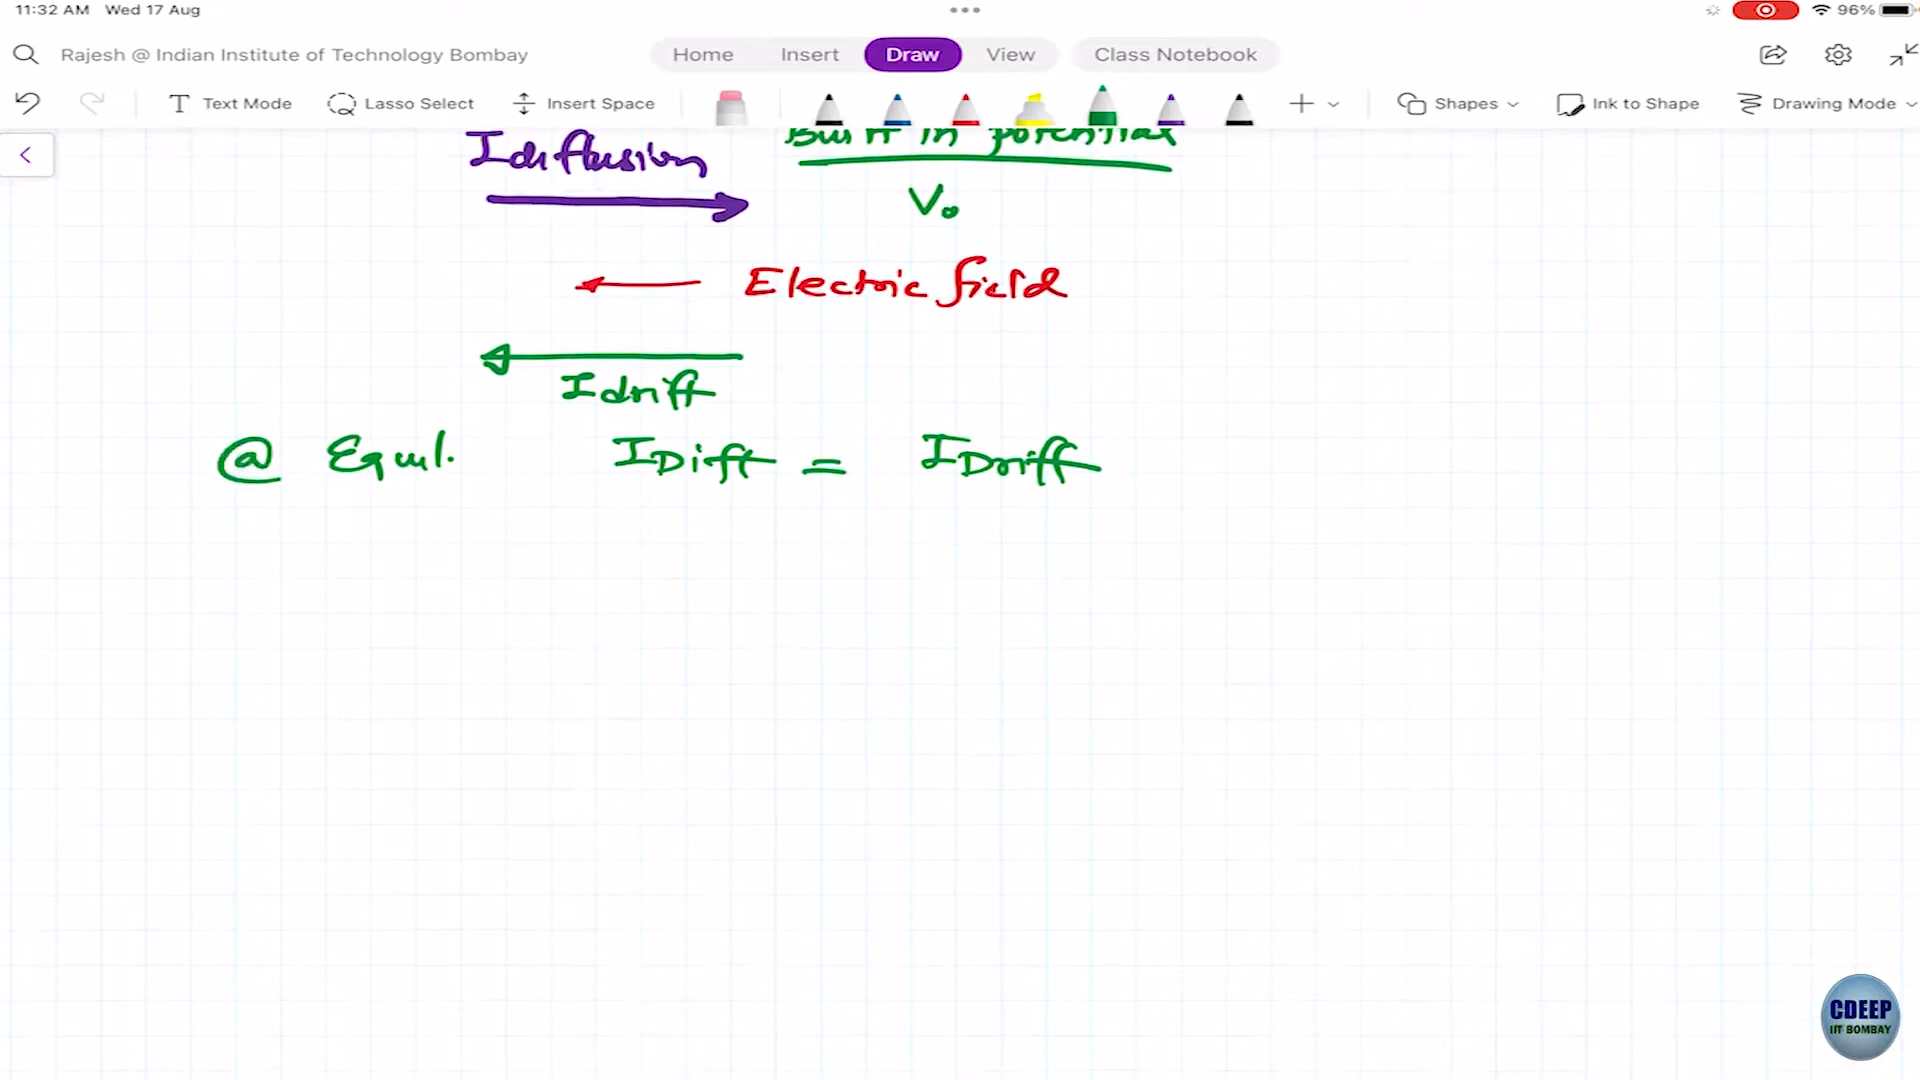 11:32 AM Wed 17 Aug
96%
Rajesh @ Indian Institute of Technology Bombay
Home Insert Draw View Class Notebook
Text Mode Lasso Select Insert Space Shapes Ink to Shape Drawing Mode
Idiffusion
Built in potential
V₀
Electric field
Idrift
@ Equl. IDiff = IDriff
CDEEP
IIT BOMBAY